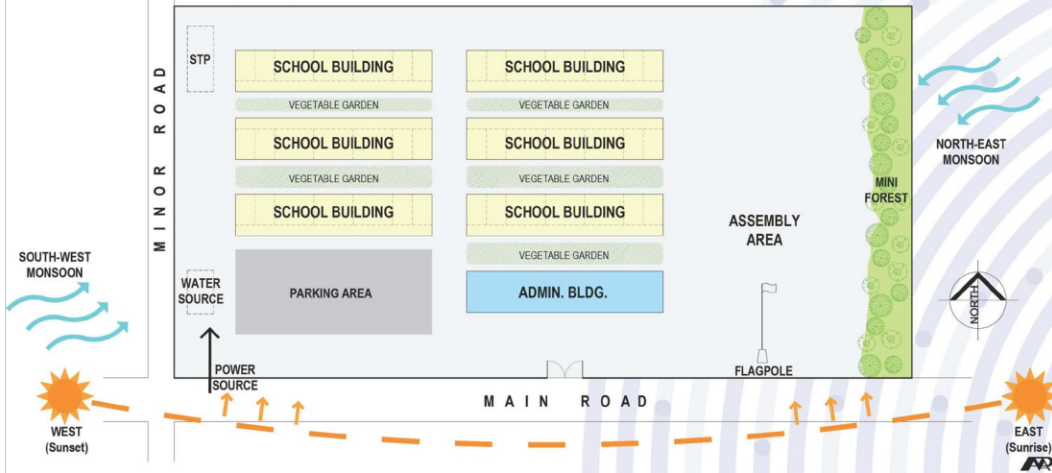 STP
SCHOOL BUILDING
SCHOOL BUILDING
VEGETABLE GARDEN
VEGETABLE GARDEN
SCHOOL BUILDING
SCHOOL BUILDING
VEGETABLE GARDEN
VEGETABLE GARDEN
SCHOOL BUILDING
SCHOOL BUILDING
VEGETABLE GARDEN
PARKING AREA
ADMIN. BLDG.
MINOR ROAD
NORTH-EAST
MONSOON
MINI
FOREST
ASSEMBLY
AREA
SOUTH-WEST
MONSOON
WATER
SOURCE
NORTH
POWER
SOURCE
FLAGPOLE
MAIN ROAD
WEST
(Sunset)
EAST
(Sunrise)